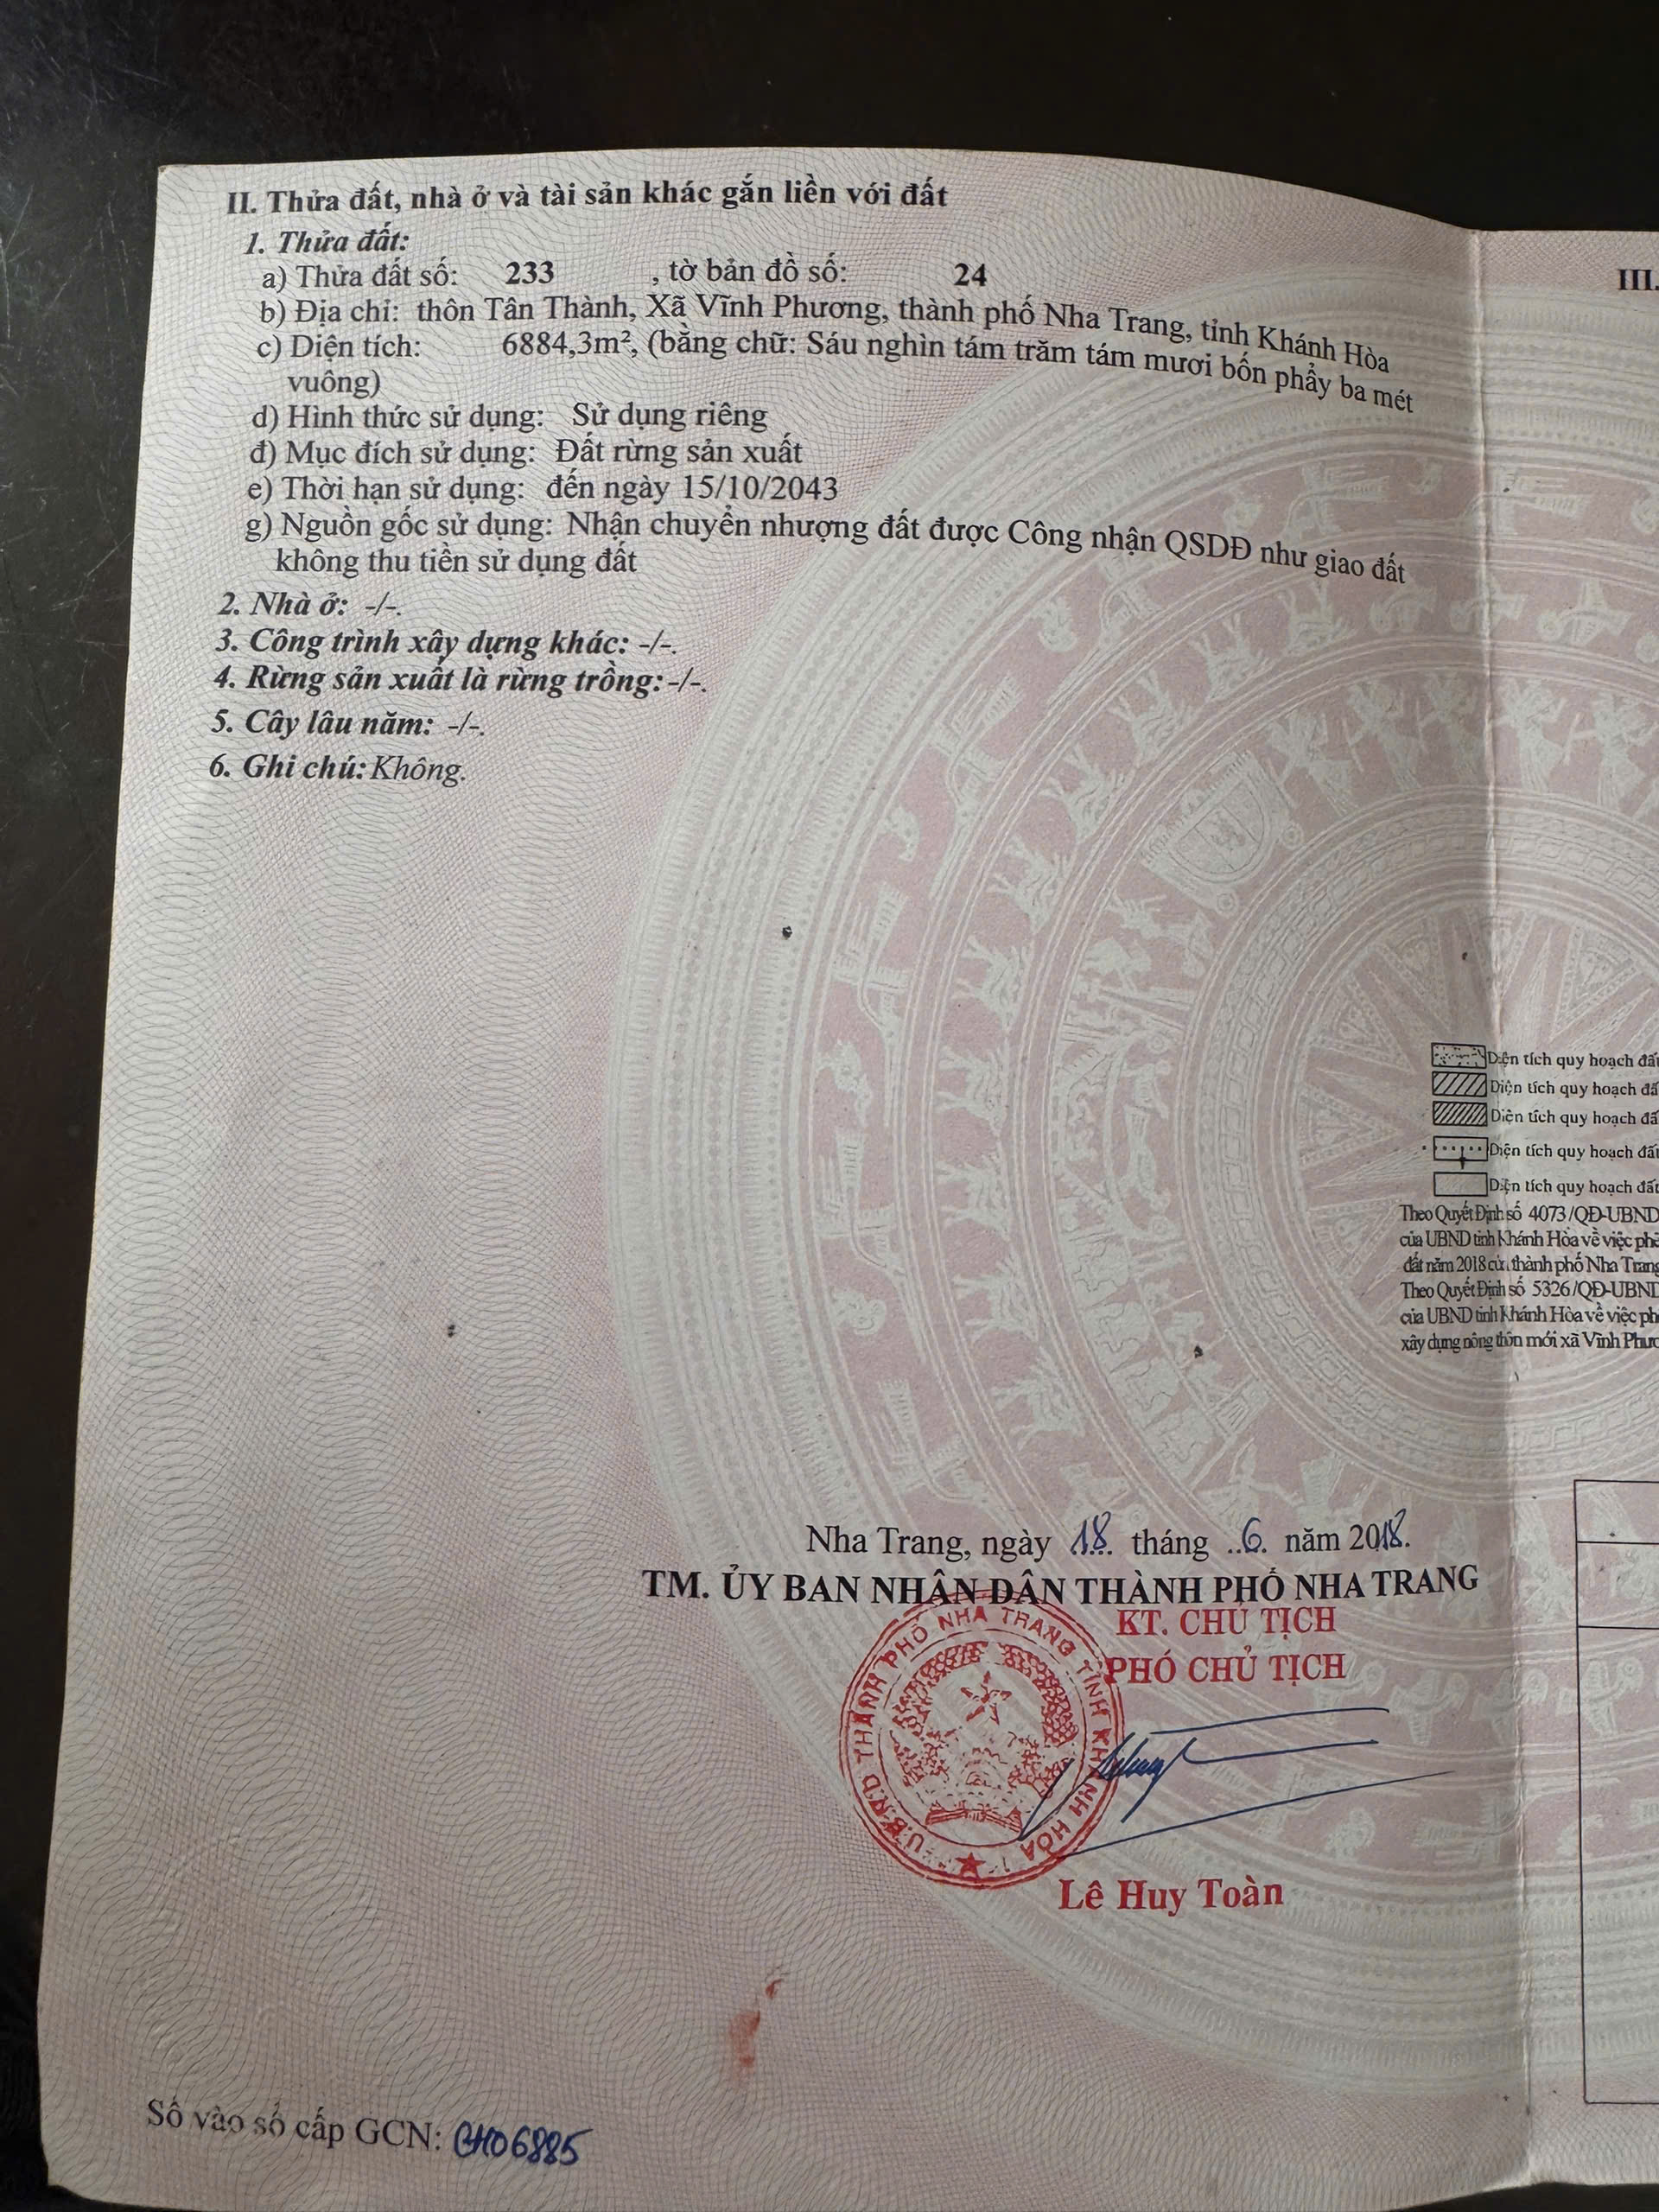 II. Thửa đất, nhà ở và tài sản khác gắn liền với đất
1. Thửa đất:
a) Thửa đất số: 233 , tờ bản đồ số: 24
b) Địa chỉ: thôn Tân Thành, Xã Vĩnh Phương, thành phố Nha Trang, tỉnh Khánh Hòa
c) Diện tích: 6884,3m², (bằng chữ: Sáu nghìn tám trăm tám mươi bốn phẩy ba mét
vuông)
d) Hình thức sử dụng: Sử dụng riêng
đ) Mục đích sử dụng: Đất rừng sản xuất
e) Thời hạn sử dụng: đến ngày 15/10/2043
g) Nguồn gốc sử dụng: Nhận chuyển nhượng đất được Công nhận QSDĐ như giao đất
không thu tiền sử dụng đất
2. Nhà ở: -/-.
3. Công trình xây dựng khác: -/-.
4. Rừng sản xuất là rừng trồng: -/-.
5. Cây lâu năm: -/-.
6. Ghi chú: Không.
Nha Trang, ngày 18 tháng ..6. năm 2018.
TM. ỦY BAN NHÂN DÂN THÀNH PHỐ NHA TRANG
KT. CHỦ TỊCH
PHÓ CHỦ TỊCH
U.B.N.D THÀNH PHỐ NHA TRANG TỈNH KHÁNH HÒA
Lê Huy Toàn
Số vào sổ cấp GCN: CH06885
III.
Diện tích quy hoạch đất
Diện tích quy hoạch đấ
Diện tích quy hoạch đấ
Diện tích quy hoạch đất
Diện tích quy hoạch đất
Theo Quyết Định số 4073/QĐ-UBND
của UBND tỉnh Khánh Hòa về việc phê
đất năm 2018 của thành phố Nha Trang
Theo Quyết Định số 5326/QĐ-UBND
của UBND tỉnh Khánh Hòa về việc ph
xây dựng nông thôn mới xã Vĩnh Phươ